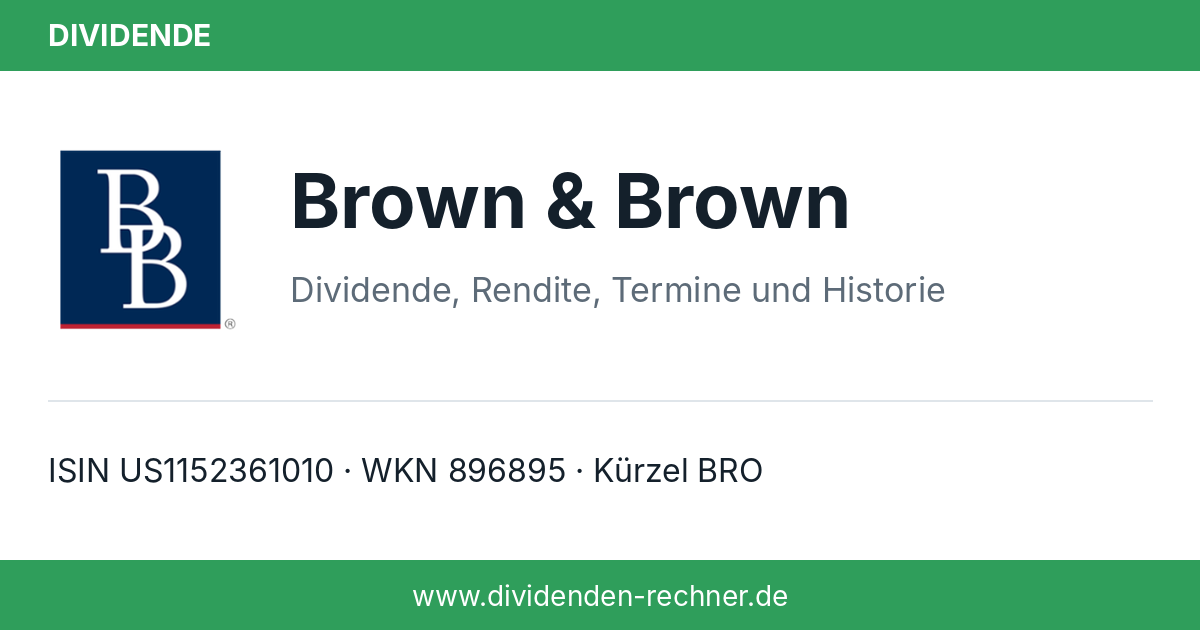 DIVIDENDE
BB
®
Brown & Brown
Dividende, Rendite, Termine und Historie
ISIN US1152361010 · WKN 896895 · Kürzel BRO
www.dividenden-rechner.de